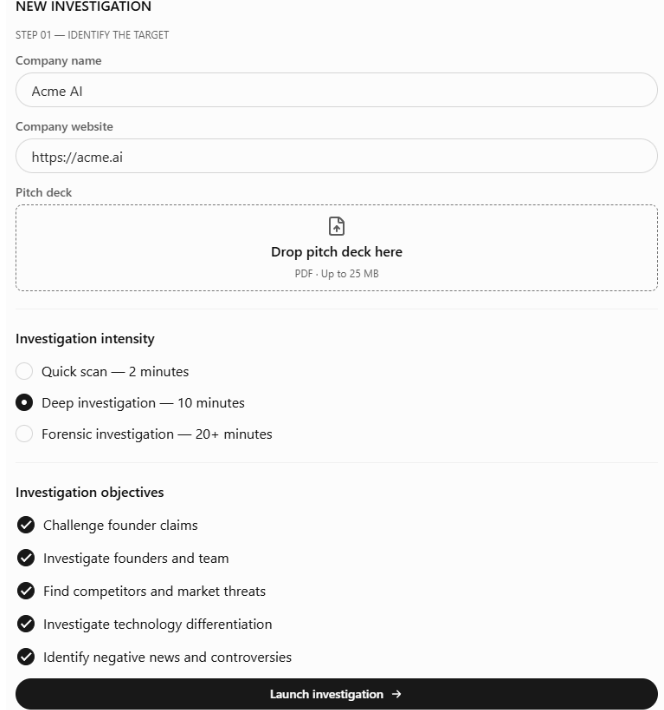 NEW INVESTIGATION
STEP 01 — IDENTIFY THE TARGET
Company name
Acme AI
Company website
https://acme.ai
Pitch deck
Drop pitch deck here
PDF · Up to 25 MB
Investigation intensity
Quick scan — 2 minutes
Deep investigation — 10 minutes
Forensic investigation — 20+ minutes
Investigation objectives
Challenge founder claims
Investigate founders and team
Find competitors and market threats
Investigate technology differentiation
Identify negative news and controversies
Launch investigation →